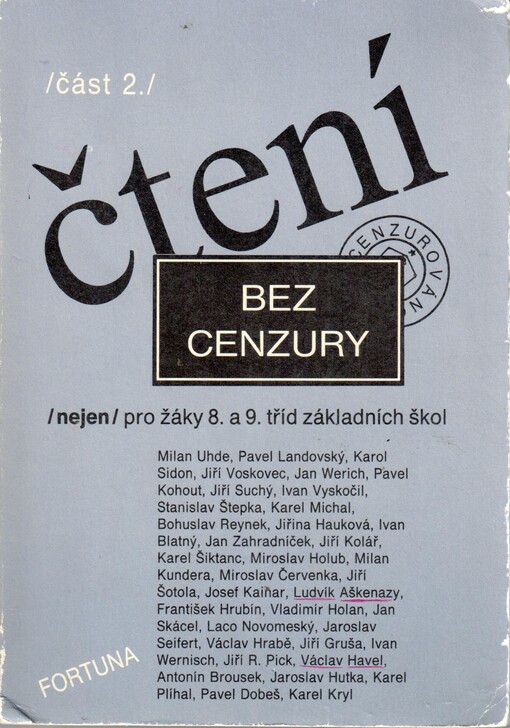 /část 2./
čtení
CENZUROVÁN
BEZ
CENZURY
/nejen/ pro žáky 8. a 9. tříd základních škol
Milan Uhde, Pavel Landovský, Karol
Sidon, Jiří Voskovec, Jan Werich, Pavel
Kohout, Jiří Suchý, Ivan Vyskočil,
Stanislav Štepka, Karel Michal,
Bohuslav Reynek, Jiřina Hauková, Ivan
Blatný, Jan Zahradníček, Jiří Kolář,
Karel Šiktanc, Miroslav Holub, Milan
Kundera, Miroslav Červenka, Jiří
Šotola, Josef Kainar, Ludvík Aškenazy,
František Hrubín, Vladimír Holan, Jan
Skácel, Laco Novomeský, Jaroslav
Seifert, Václav Hrabě, Jiří Gruša, Ivan
Wernisch, Jiří R. Pick, Václav Havel,
Antonín Brousek, Jaroslav Hutka, Karel
Plíhal, Pavel Dobeš, Karel Kryl
FORTUNA